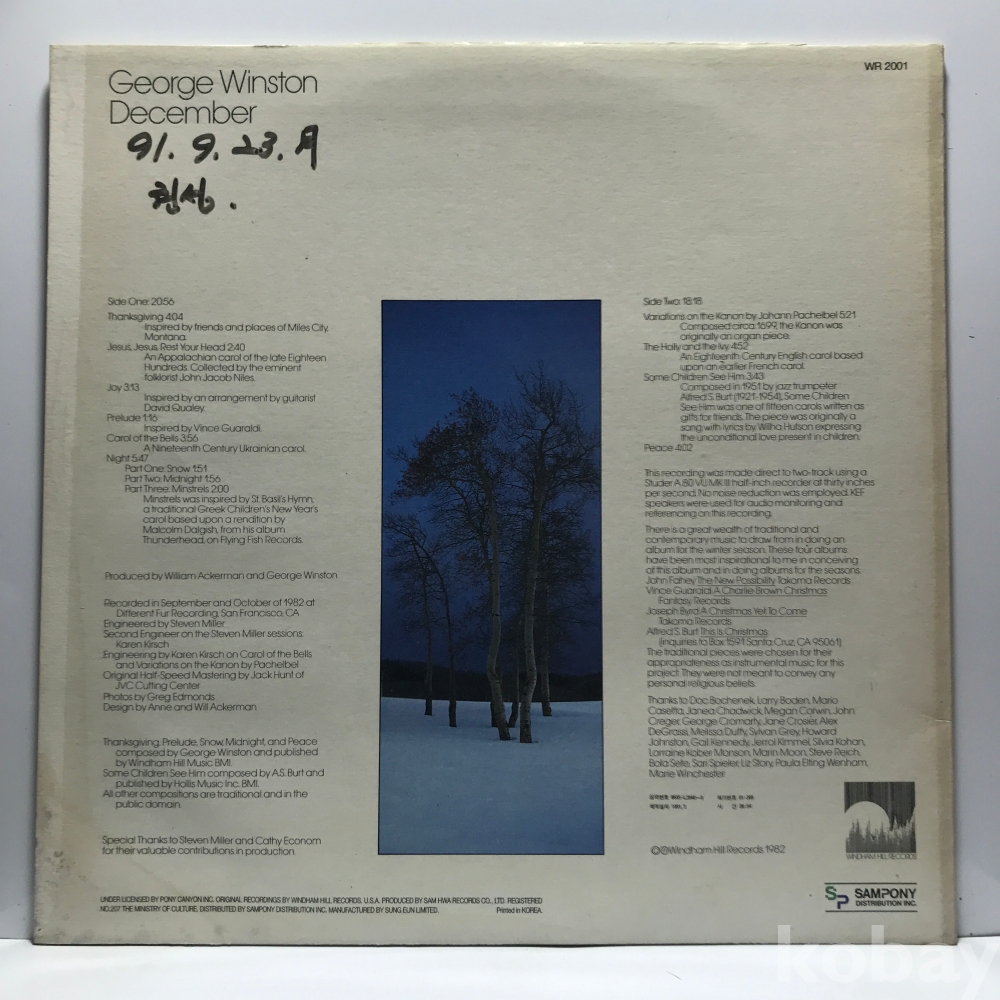 George Winston
December
WR 2001
91. 9. 23. 月
Side One: 20:56
Thanksgiving 4:04
Inspired by friends and places of Miles City,
Montana.
Jesus, Jesus, Rest Your Head 2:40
An Appalachian carol of the late Eighteen
Hundreds. Collected by the eminent
folklorist John Jacob Niles.
Joy 3:13
Inspired by an arrangement by guitarist
David Qualey.
Prelude 1:16
Inspired by Vince Guaraldi.
Carol of the Bells 3:56
A Nineteenth Century Ukrainian carol.
Night 5:47
Part One: Snow 1:51
Part Two: Midnight 1:56
Part Three: Minstrels 2:00
Minstrels was inspired by St. Basil's Hymn,
a traditional Greek Children's New Year's
carol based upon a rendition by
Malcolm Dalgish, from his album
Thunderhead, on Flying Fish Records.
Produced by William Ackerman and George Winston
Recorded in September and October of 1982 at
Different Fur Recording, San Francisco, CA
Engineered by Steven Miller
Second Engineer on the Steven Miller sessions:
Karen Kirsch
Engineering by Karen Kirsch on Carol of the Bells
and Variations on the Kanon by Pachelbel
Original Half-Speed Mastering by Jack Hunt of
JVC Cutting Center
Photos by Greg Edmonds
Design by Anne and Will Ackerman
Thanksgiving, Prelude, Snow, Midnight, and Peace
composed by George Winston and published
by Windham Hill Music BMI.
Some Children See Him composed by A.S. Burt and
published by Hollis Music Inc. BMI.
All other compositions are traditional and in the
public domain.
Special Thanks to Steven Miller and Cathy Econom
for their valuable contributions in production.
Side Two: 18:18
Variations on the Kanon by Johann Pachelbel 5:21
Composed circa 1699, the Kanon was
originally an organ piece.
The Holly and the Ivy 4:52
An Eighteenth Century English carol based
upon an earlier French carol.
Some Children See Him 3:43
Composed in 1951 by jazz trumpeter
Alfred S. Burt (1921-1954), Some Children
See Him was one of fifteen carols written as
gifts for friends. The piece was originally a
song with lyrics by Wilha Hutson expressing
the unconditional love present in children.
Peace 4:02
This recording was made direct to two-track using a
Studer A 80 VU MK III half-inch recorder at thirty inches
per second. No noise reduction was employed. KEF
speakers were used for audio monitoring and
referencing on this recording.
There is a great wealth of traditional and
contemporary music to draw from in doing an
album for the winter season. These four albums
have been most inspirational to me in conceiving
of this album and in doing albums for the seasons.
John Fahey The New Possibility Takoma Records
Vince Guaraldi A Charlie Brown Christmas
Fantasy Records
Joseph Byrd A Christmas Yet To Come
Takoma Records
Alfred S. Burt This Is Christmas
(inquiries to Box 1591 Santa Cruz, CA 95061)
The traditional pieces were chosen for their
appropriateness as instrumental music for this
project. They were not meant to convey any
personal religious beliefs.
Thanks to Doc Bochenek, Larry Boden, Mario
Casetta, Janea Chadwick, Megan Corwin, John
Creger, George Cromarty, Jane Crosier, Alex
DeGrassi, Melissa Duffy, Sylvan Grey, Howard
Johnston, Gail Kennedy, Jerrol Kimmel, Silvia Kohan,
Lorraine Kober Monson, Marin Moon, Steve Reich,
Bola Sete, Sari Spieler, Liz Story, Paula Elting Wenham,
Marie Winchester
©℗Windham Hill Records 1982
WINDHAM HILL RECORDS
UNDER LICENSED BY PONY CANYON INC. ORIGINAL RECORDINGS BY WINDHAM HILL RECORDS. U.S.A. PRODUCED BY SAM HWA RECORDS CO., LTD. REGISTERED
NO.207 THE MINISTRY OF CULTURE. DISTRIBUTED BY SAMPONY DISTRIBUTION INC. MANUFACTURED BY SUNG EUN LIMITED. Printed in KOREA.
SP SAMPONY
DISTRIBUTION INC.
kobay